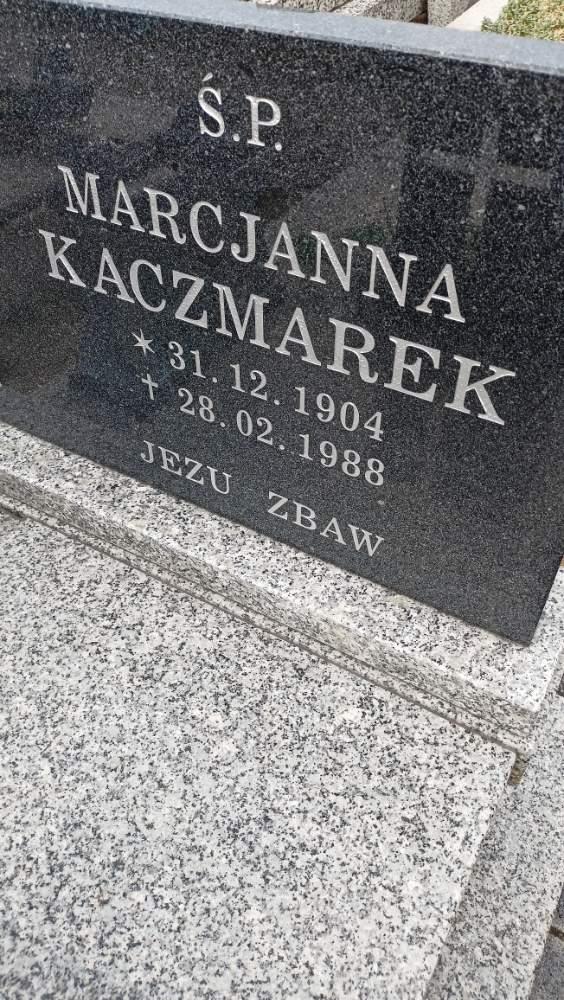 Ś.P.
MARCJANNA
KACZMAREK
* 31.12.1904
† 28.02.1988
JEZU ZBAW